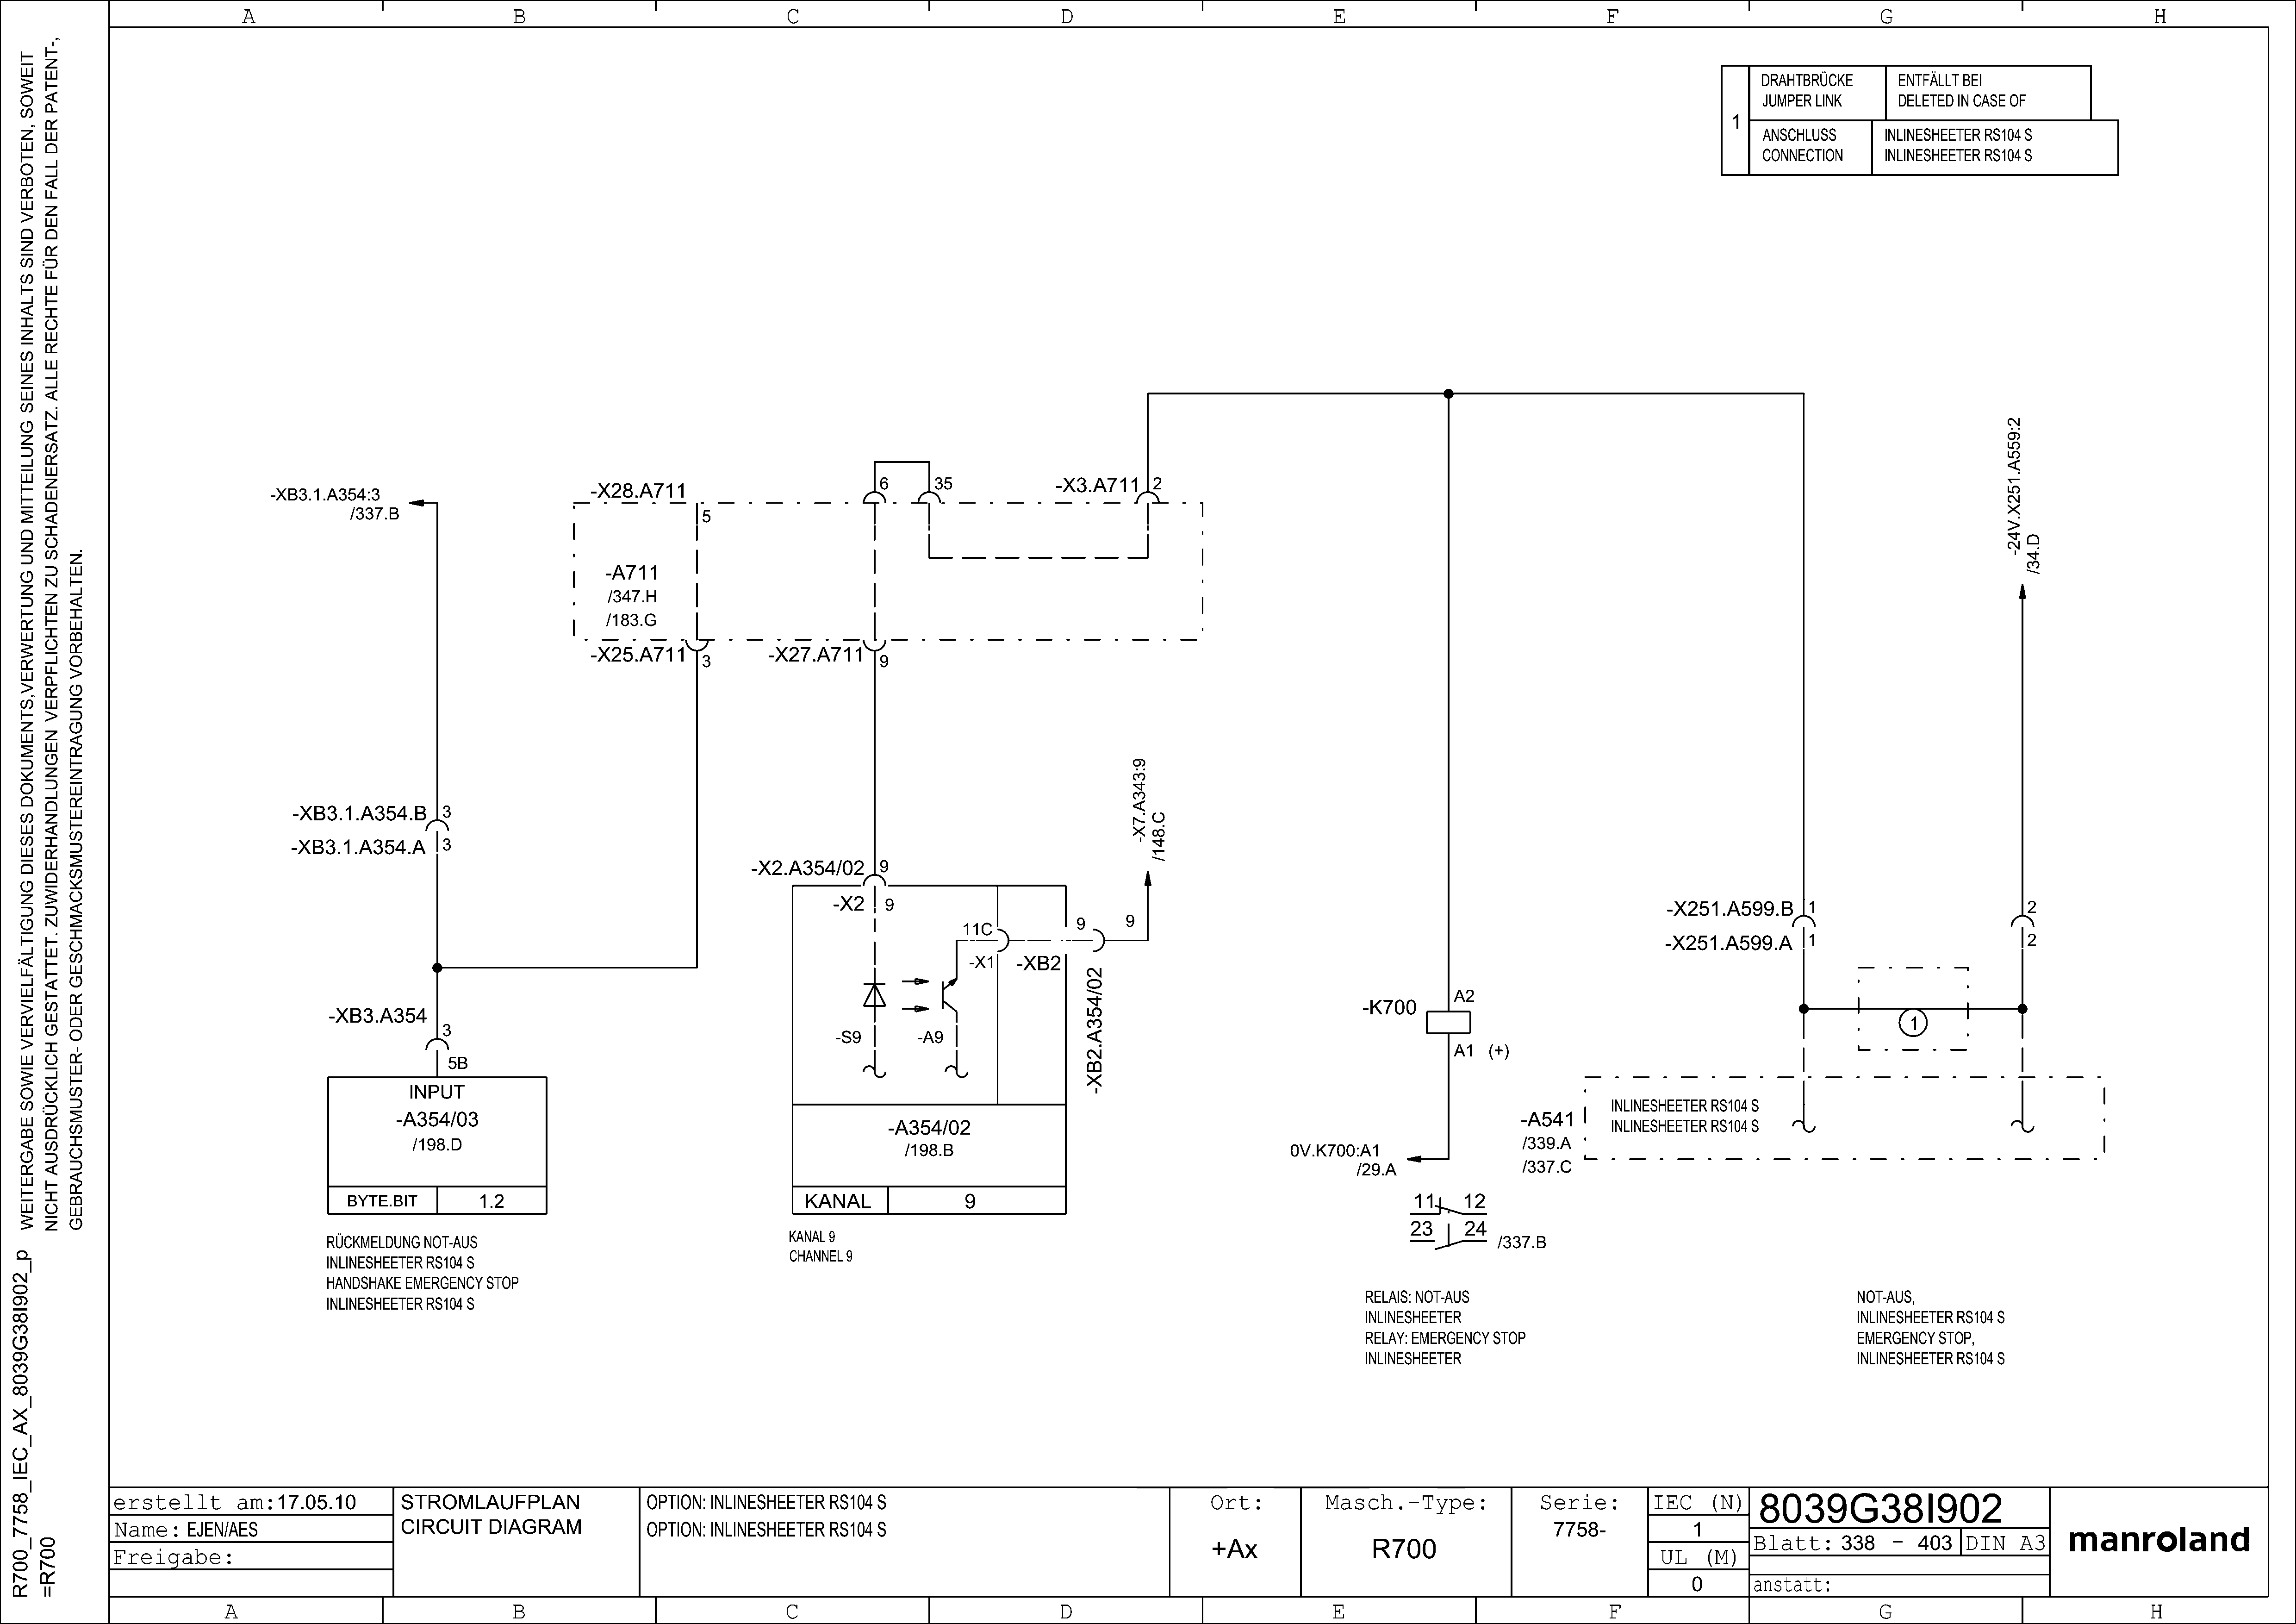 A B C D E F G H
DRAHTBRÜCKE
JUMPER LINK
ENTFÄLLT BEI
DELETED IN CASE OF
1
ANSCHLUSS
CONNECTION
INLINESHEETER RS104 S
INLINESHEETER RS104 S
WEITERGABE SOWIE VERVIELFÄLTIGUNG DIESES DOKUMENTS,VERWERTUNG UND MITTEILUNG SEINES INHALTS SIND VERBOTEN, SOWEIT
NICHT AUSDRÜCKLICH GESTATTET. ZUWIDERHANDLUNGEN VERPFLICHTEN ZU SCHADENERSATZ. ALLE RECHTE FÜR DEN FALL DER PATENT-,
GEBRAUCHSMUSTER- ODER GESCHMACKSMUSTEREINTRAGUNG VORBEHALTEN.
R700_7758_IEC_AX_8039G38I902_p
=R700
-XB3.1.A354:3
/337.B
-X28.A711
5
6
35
-X3.A711
2
-A711
/347.H
/183.G
-X25.A711
3
-X27.A711
9
-24V.X251.A559:2
/34.D
-XB3.1.A354.B
3
-XB3.1.A354.A
3
-X7.A343:9
/148.C
-X2.A354/02
9
-X2
9
11C
-X1
-XB2
9
9
-XB2.A354/02
-S9
-A9
-A354/02
/198.B
KANAL
9
KANAL 9
CHANNEL 9
-XB3.A354
3
5B
INPUT
-A354/03
/198.D
BYTE.BIT
1.2
RÜCKMELDUNG NOT-AUS
INLINESHEETER RS104 S
HANDSHAKE EMERGENCY STOP
INLINESHEETER RS104 S
-K700
A2
A1 (+)
0V.K700:A1
/29.A
11 12
23 24
/337.B
RELAIS: NOT-AUS
INLINESHEETER
RELAY: EMERGENCY STOP
INLINESHEETER
-X251.A599.B
1
2
-X251.A599.A
1
2
1
-A541
/339.A
/337.C
INLINESHEETER RS104 S
INLINESHEETER RS104 S
NOT-AUS,
INLINESHEETER RS104 S
EMERGENCY STOP,
INLINESHEETER RS104 S
erstellt am:17.05.10
Name: EJEN/AES
Freigabe:
STROMLAUFPLAN
CIRCUIT DIAGRAM
OPTION: INLINESHEETER RS104 S
OPTION: INLINESHEETER RS104 S
Ort:
+Ax
Masch.-Type:
R700
Serie:
7758-
IEC (N)
1
UL (M)
0
8039G38I902
Blatt: 338 - 403
DIN A3
anstatt:
manroland
A B C D E F G H